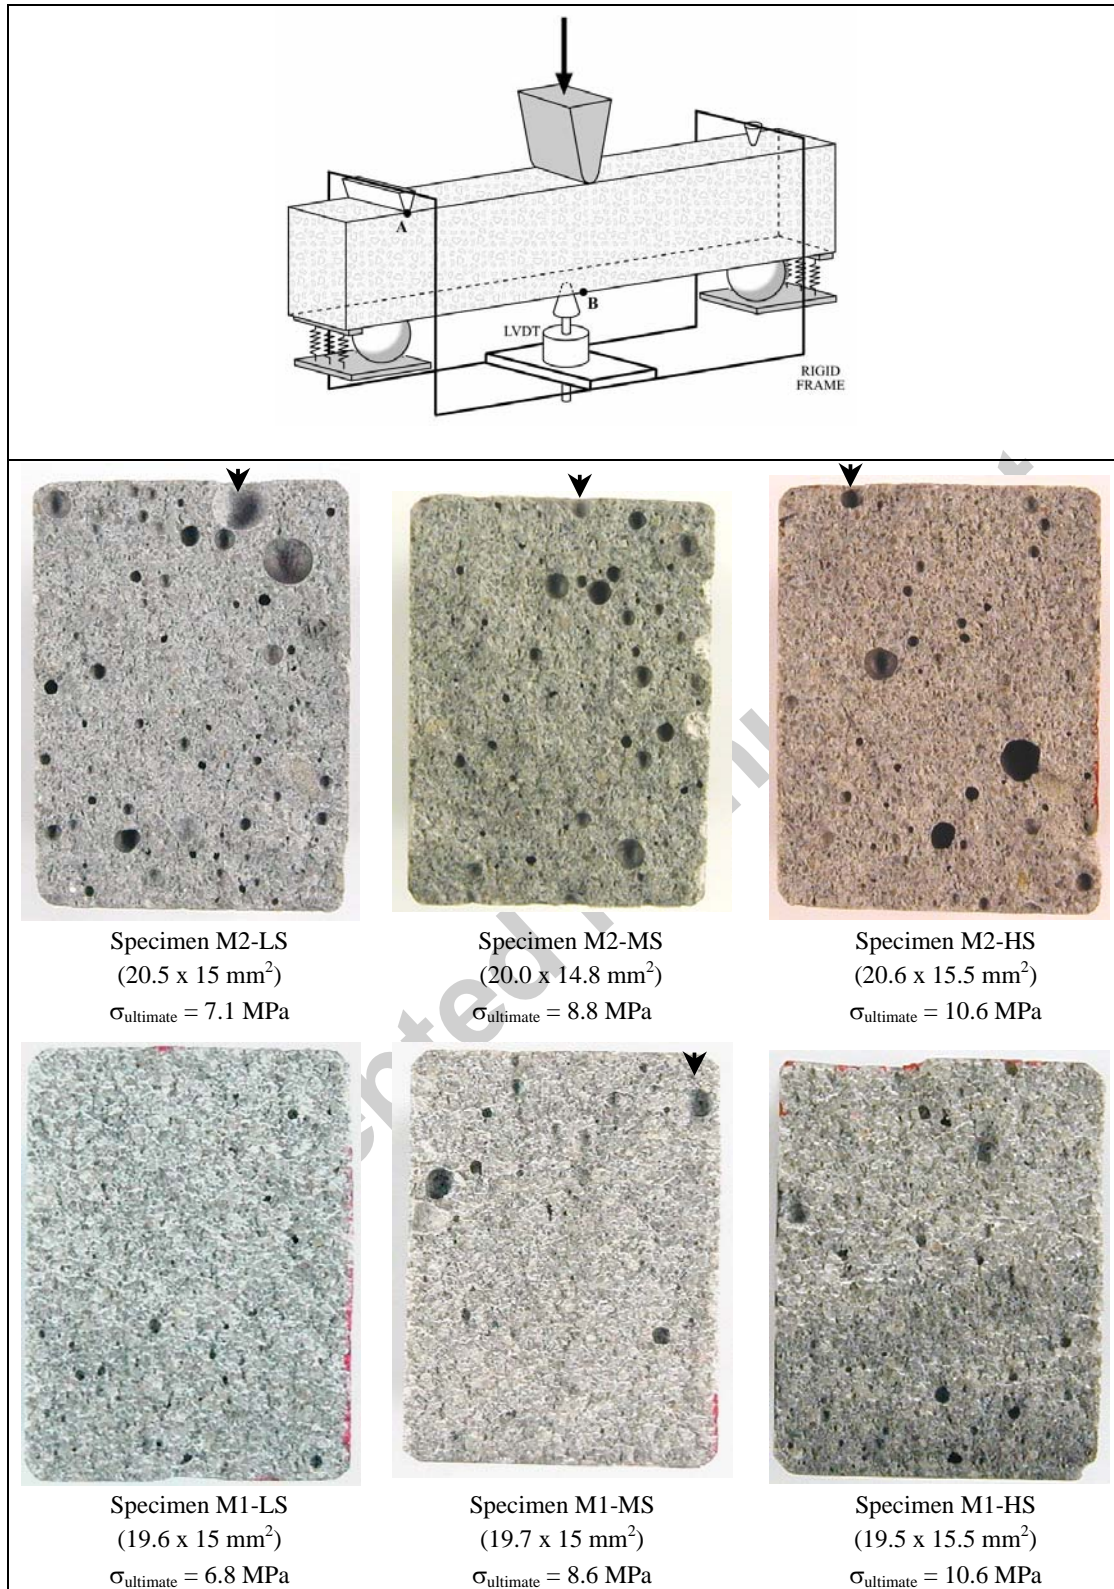 A
B
LVDT
RIGID
FRAME
Specimen M2-LS
(20.5 x 15 mm²)
σultimate = 7.1 MPa
Specimen M2-MS
(20.0 x 14.8 mm²)
σultimate = 8.8 MPa
Specimen M2-HS
(20.6 x 15.5 mm²)
σultimate = 10.6 MPa
Specimen M1-LS
(19.6 x 15 mm²)
σultimate = 6.8 MPa
Specimen M1-MS
(19.7 x 15 mm²)
σultimate = 8.6 MPa
Specimen M1-HS
(19.5 x 15.5 mm²)
σultimate = 10.6 MPa